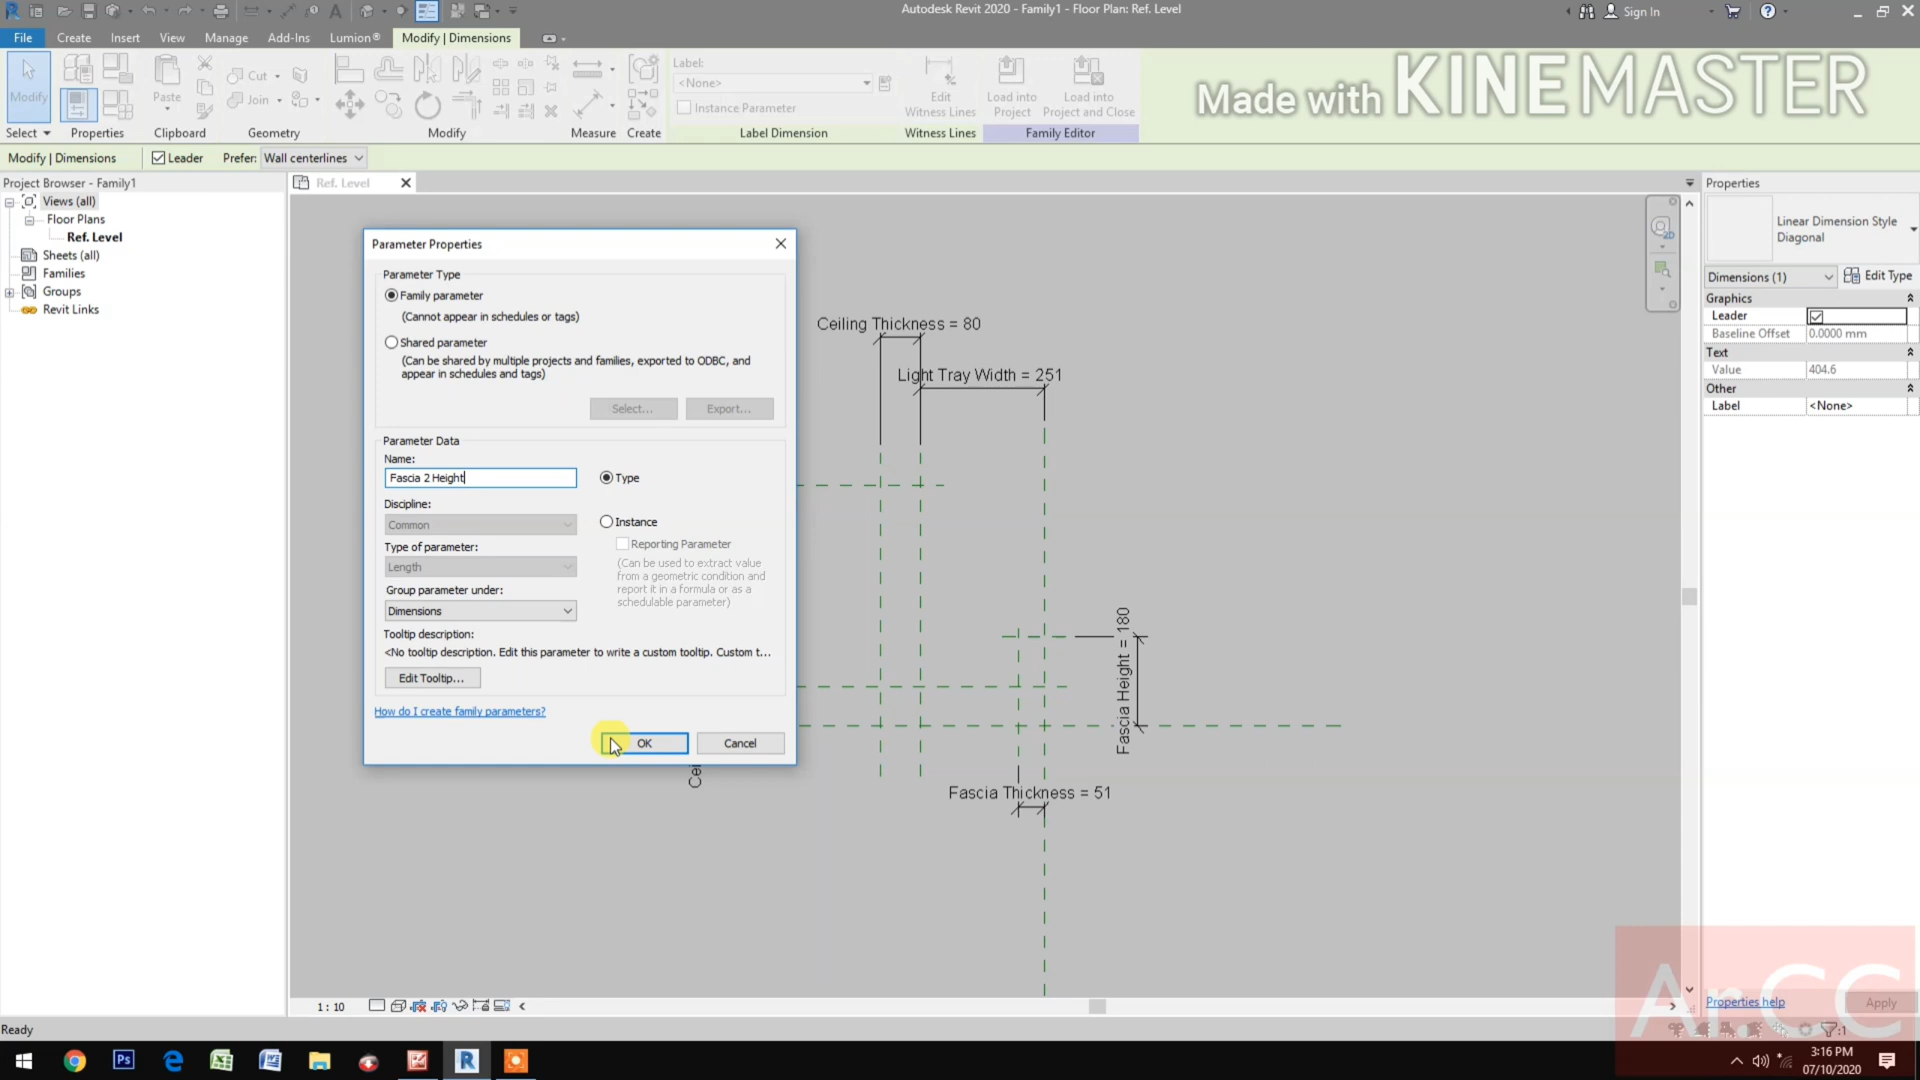 Autodesk Revit 2020 - Family1 - Floor Plan: Ref. Level
Sign In
File Create Insert View Manage Add-Ins Lumion® Modify | Dimensions
Modify
Paste
Cut
Join
Label:
<None>
Instance Parameter
Edit
Witness Lines
Load into
Project
Load into
Project and Close
Made with KINEMASTER
Select Properties Clipboard Geometry Modify Measure Create Label Dimension Witness Lines Family Editor
Modify | Dimensions Leader Prefer: Wall centerlines
Project Browser - Family1
Views (all)
Floor Plans
Ref. Level
Sheets (all)
Families
Groups
Revit Links
Ref. Level
Parameter Properties
Parameter Type
Family parameter
(Cannot appear in schedules or tags)
Shared parameter
(Can be shared by multiple projects and families, exported to ODBC, and
appear in schedules and tags)
Select... Export...
Parameter Data
Name:
Fascia 2 Height
Type
Discipline:
Common
Instance
Reporting Parameter
Type of parameter:
Length
(Can be used to extract value
from a geometric condition and
report it in a formula or as a
schedulable parameter)
Group parameter under:
Dimensions
Tooltip description:
<No tooltip description. Edit this parameter to write a custom tooltip. Custom t...
Edit Tooltip...
How do I create family parameters?
OK Cancel
Ceiling Thickness = 80
Light Tray Width = 251
Fascia Height = 180
Fascia Thickness = 51
Cei
Properties
Linear Dimension Style
Diagonal
Dimensions (1) Edit Type
Graphics
Leader
Baseline Offset 0.0000 mm
Text
Value 404.6
Other
Label <None>
Properties help Apply
ArCC
1 : 10
Ready
:1
3:16 PM
07/10/2020